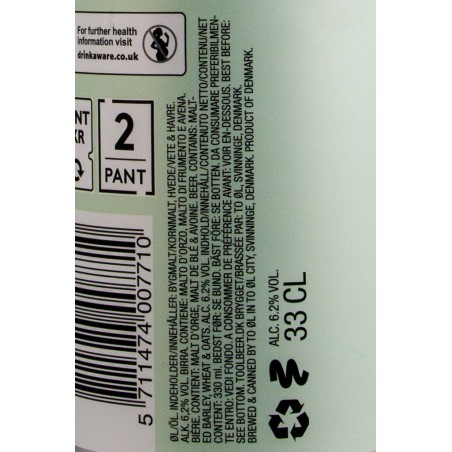 For further health
information visit
drinkaware.co.uk
NT
KR
2
PANT
5 711474 007710
ØL/ÖL. INDEHOLDER/INNEHÅLLER: BYGMALT/KORNMALT, HVEDE/VETE & HAVRE.
ALK. 6.2% VOL. BIRRA. CONTIENE: MALTO D'ORZO, MALTO DI FRUMENTO E AVENA.
BIÈRE. CONTIENT: MALT D'ORGE, MALT DE BLÉ & AVOINE. BEER. CONTAINS: MALT-
ED BARLEY, WHEAT & OATS. ALC. 6.2% VOL. INDHOLD/INNEHÅLL/CONTENUTO NETTO/CONTENU/NET
CONTENT: 330 ml. BEDST FØR: SE BUND. BÄST FÖRE: SE BOTTEN. DA CONSUMARE PREFERIBILMEN-
TE ENTRO: VEDI FONDO. A CONSOMMER DE PRÉFÉRENCE AVANT: VOIR EN-DESSOUS. BEST BEFORE:
SEE BOTTOM. TOOLBEER.DK. BRYGGET/BRASSÉE PAR: TO ØL, SVINNINGE, DENMARK.
BREWED & CANNED BY TO ØL IN TO ØL CITY, SVINNINGE, DENMARK. PRODUCT OF DENMARK.
ALC. 6.2% VOL.
33 CL